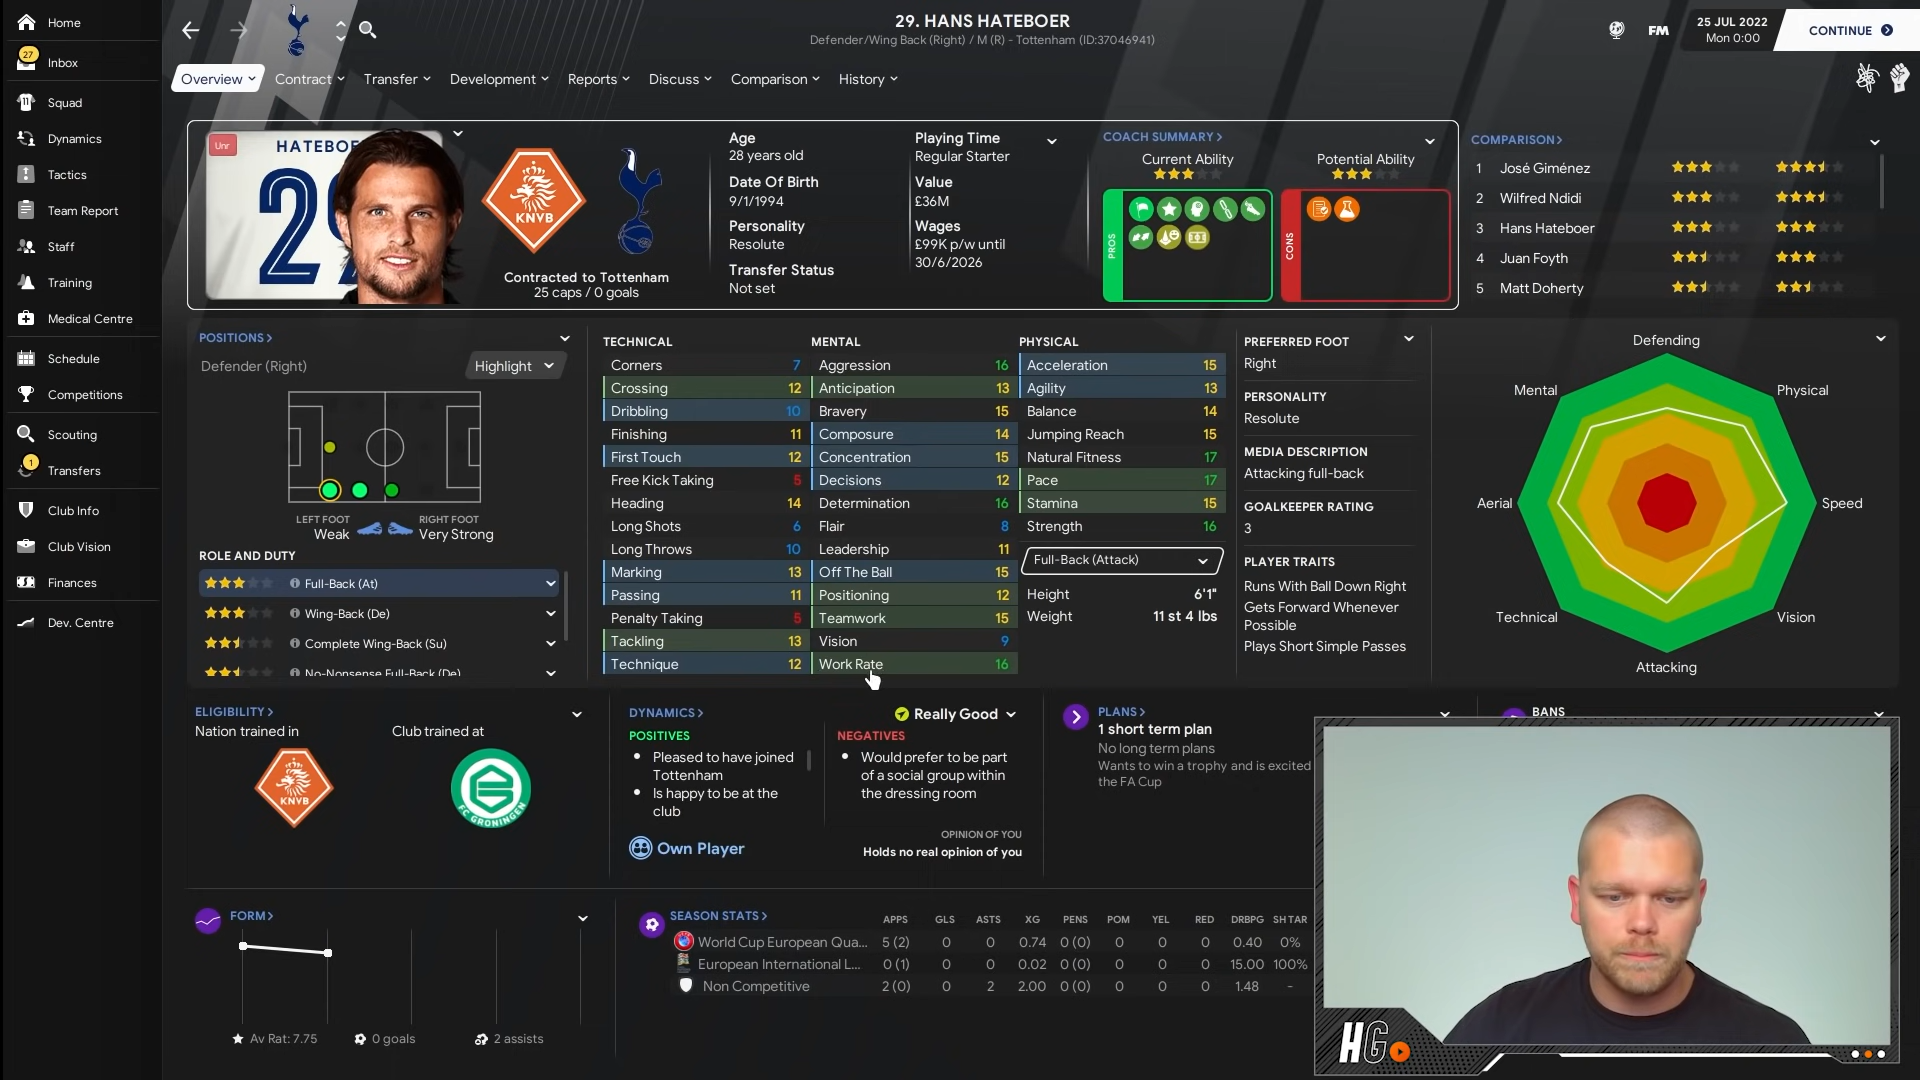 Home
27
Inbox
Squad
Dynamics
Tactics
Team Report
Staff
Training
Medical Centre
Schedule
Competitions
Scouting
1
Transfers
Club Info
Club Vision
Finances
Dev. Centre
29. HANS HATEBOER
Defender/Wing Back (Right) / M (R) - Tottenham (ID:37046941)
FM
25 JUL 2022
Mon 0:00
CONTINUE
Overview
Contract
Transfer
Development
Reports
Discuss
Comparison
History
Unr
HATEBOE
29
KNVB
Contracted to Tottenham
25 caps / 0 goals
Age
28 years old
Date Of Birth
9/1/1994
Personality
Resolute
Transfer Status
Not set
Playing Time
Regular Starter
Value
£36M
Wages
£99K p/w until
30/6/2026
COACH SUMMARY>
Current Ability
Potential Ability
PROS
CONS
COMPARISON>
1 José Giménez
2 Wilfred Ndidi
3 Hans Hateboer
4 Juan Foyth
5 Matt Doherty
POSITIONS>
Defender (Right)
Highlight
LEFT FOOT
Weak
RIGHT FOOT
Very Strong
ROLE AND DUTY
Full-Back (At)
Wing-Back (De)
Complete Wing-Back (Su)
No-Nonsense Full-Back (De)
TECHNICAL
Corners 7
Crossing 12
Dribbling 10
Finishing 11
First Touch 12
Free Kick Taking 5
Heading 14
Long Shots 6
Long Throws 10
Marking 13
Passing 11
Penalty Taking 5
Tackling 13
Technique 12
MENTAL
Aggression 16
Anticipation 13
Bravery 15
Composure 14
Concentration 15
Decisions 12
Determination 16
Flair 8
Leadership 11
Off The Ball 15
Positioning 12
Teamwork 15
Vision 9
Work Rate 16
PHYSICAL
Acceleration 15
Agility 13
Balance 14
Jumping Reach 15
Natural Fitness 17
Pace 17
Stamina 15
Strength 16
Full-Back (Attack)
Height 6'1"
Weight 11 st 4 lbs
PREFERRED FOOT
Right
PERSONALITY
Resolute
MEDIA DESCRIPTION
Attacking full-back
GOALKEEPER RATING
3
PLAYER TRAITS
Runs With Ball Down Right
Gets Forward Whenever
Possible
Plays Short Simple Passes
Defending
Mental
Physical
Aerial
Speed
Technical
Vision
Attacking
ELIGIBILITY>
Nation trained in
Club trained at
KNVB
FC GRONINGEN
DYNAMICS>
Really Good
POSITIVES
Pleased to have joined
Tottenham
Is happy to be at the
club
NEGATIVES
Would prefer to be part
of a social group within
the dressing room
Own Player
OPINION OF YOU
Holds no real opinion of you
PLANS>
1 short term plan
No long term plans
Wants to win a trophy and is excited
the FA Cup
BANS
FORM>
Av Rat: 7.75
0 goals
2 assists
SEASON STATS>
APPS GLS ASTS XG PENS POM YEL RED DRBPG SH TAR
World Cup European Qua... 5 (2) 0 0 0.74 0 (0) 0 0 0 0.40 0%
European International L... 0 (1) 0 0 0.02 0 (0) 0 0 0 15.00 100%
Non Competitive 2 (0) 0 2 2.00 0 (0) 0 0 0 1.48 -
HG